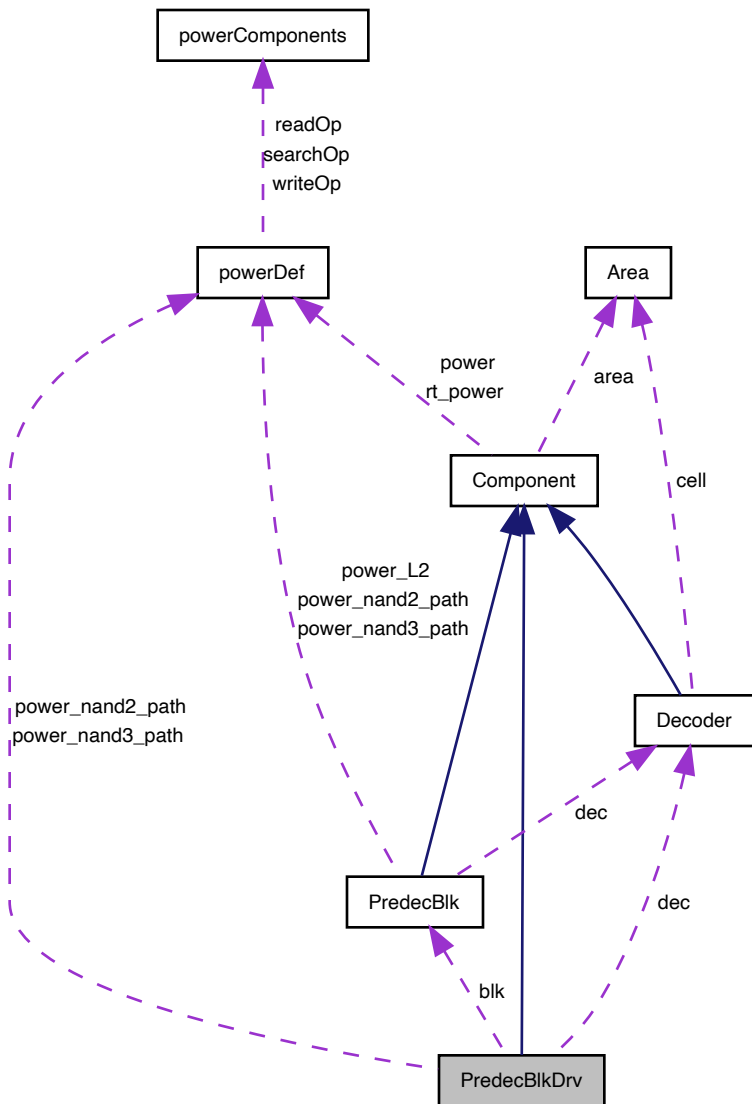 powerComponents
readOp
searchOp
writeOp
powerDef
Area
power
rt_power
area
Component
cell
power_L2
power_nand2_path
power_nand3_path
power_nand2_path
power_nand3_path
Decoder
dec
PredecBlk
dec
blk
PredecBlkDrv